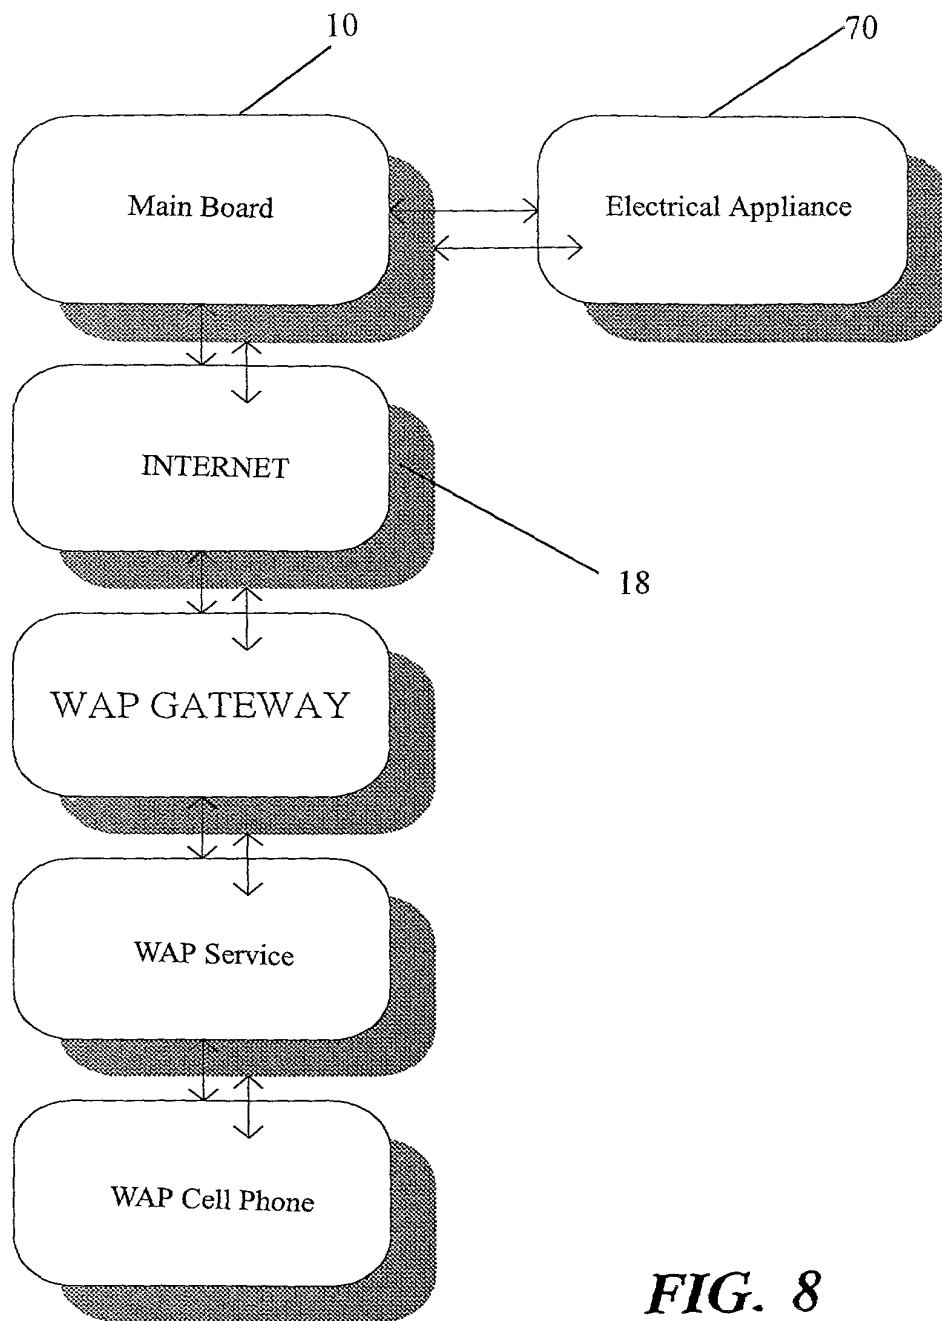 10
70
Main Board
Electrical Appliance
INTERNET
18
WAP GATEWAY
WAP Service
WAP Cell Phone
FIG. 8